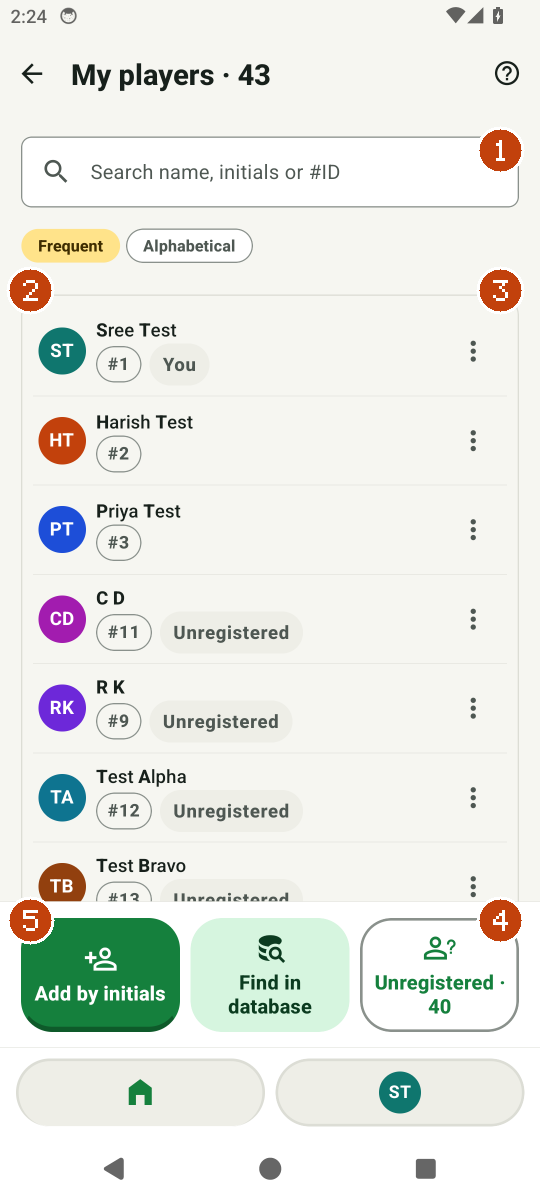 2:24
My players · 43
1
Search name, initials or #ID
Frequent
Alphabetical
2
3
ST
Sree Test
#1
You
HT
Harish Test
#2
PT
Priya Test
#3
CD
C D
#11
Unregistered
RK
R K
#9
Unregistered
TA
Test Alpha
#12
Unregistered
TB
Test Bravo
#13
Unregistered
5
4
Add by initials
Find in
database
Unregistered ·
40
ST